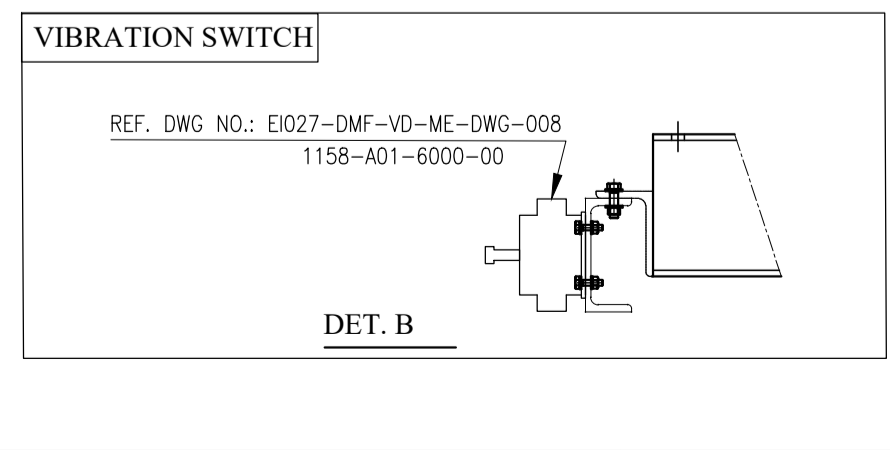 VIBRATION SWITCH
REF. DWG NO.: EI027-DMF-VD-ME-DWG-008
1158-A01-6000-00
DET. B